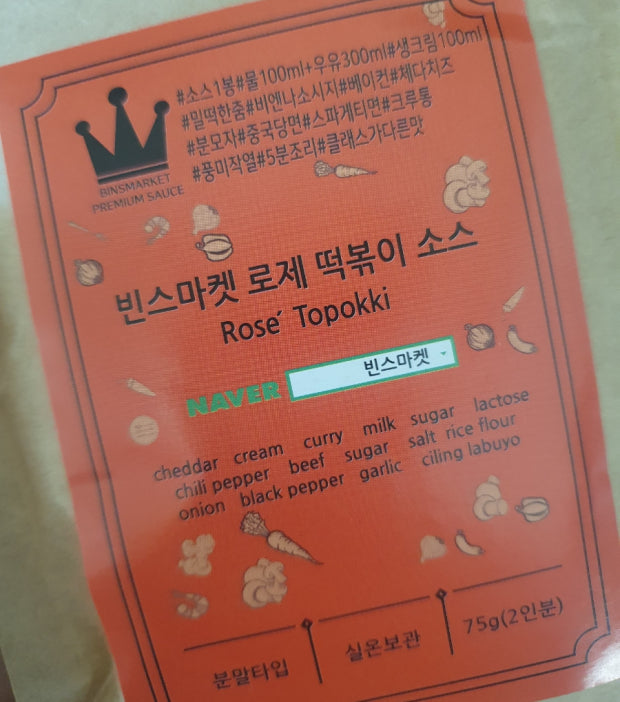 #소스1봉#물100ml+우유300ml#생크림100ml
#밀떡한줌#비엔나소시지#베이컨#체다치즈
#분모자#중국당면#스파게티면#크루통
#풍미작열#5분조리#클래스가다른맛
BINSMARKET
PREMIUM SAUCE
빈스마켓 로제 떡볶이 소스
Rosé Topokki
NAVER 빈스마켓
cheddar cream curry milk sugar lactose
chili pepper beef sugar salt rice flour
onion black pepper garlic ciling labuyo
분말타입 실온보관 75g(2인분)